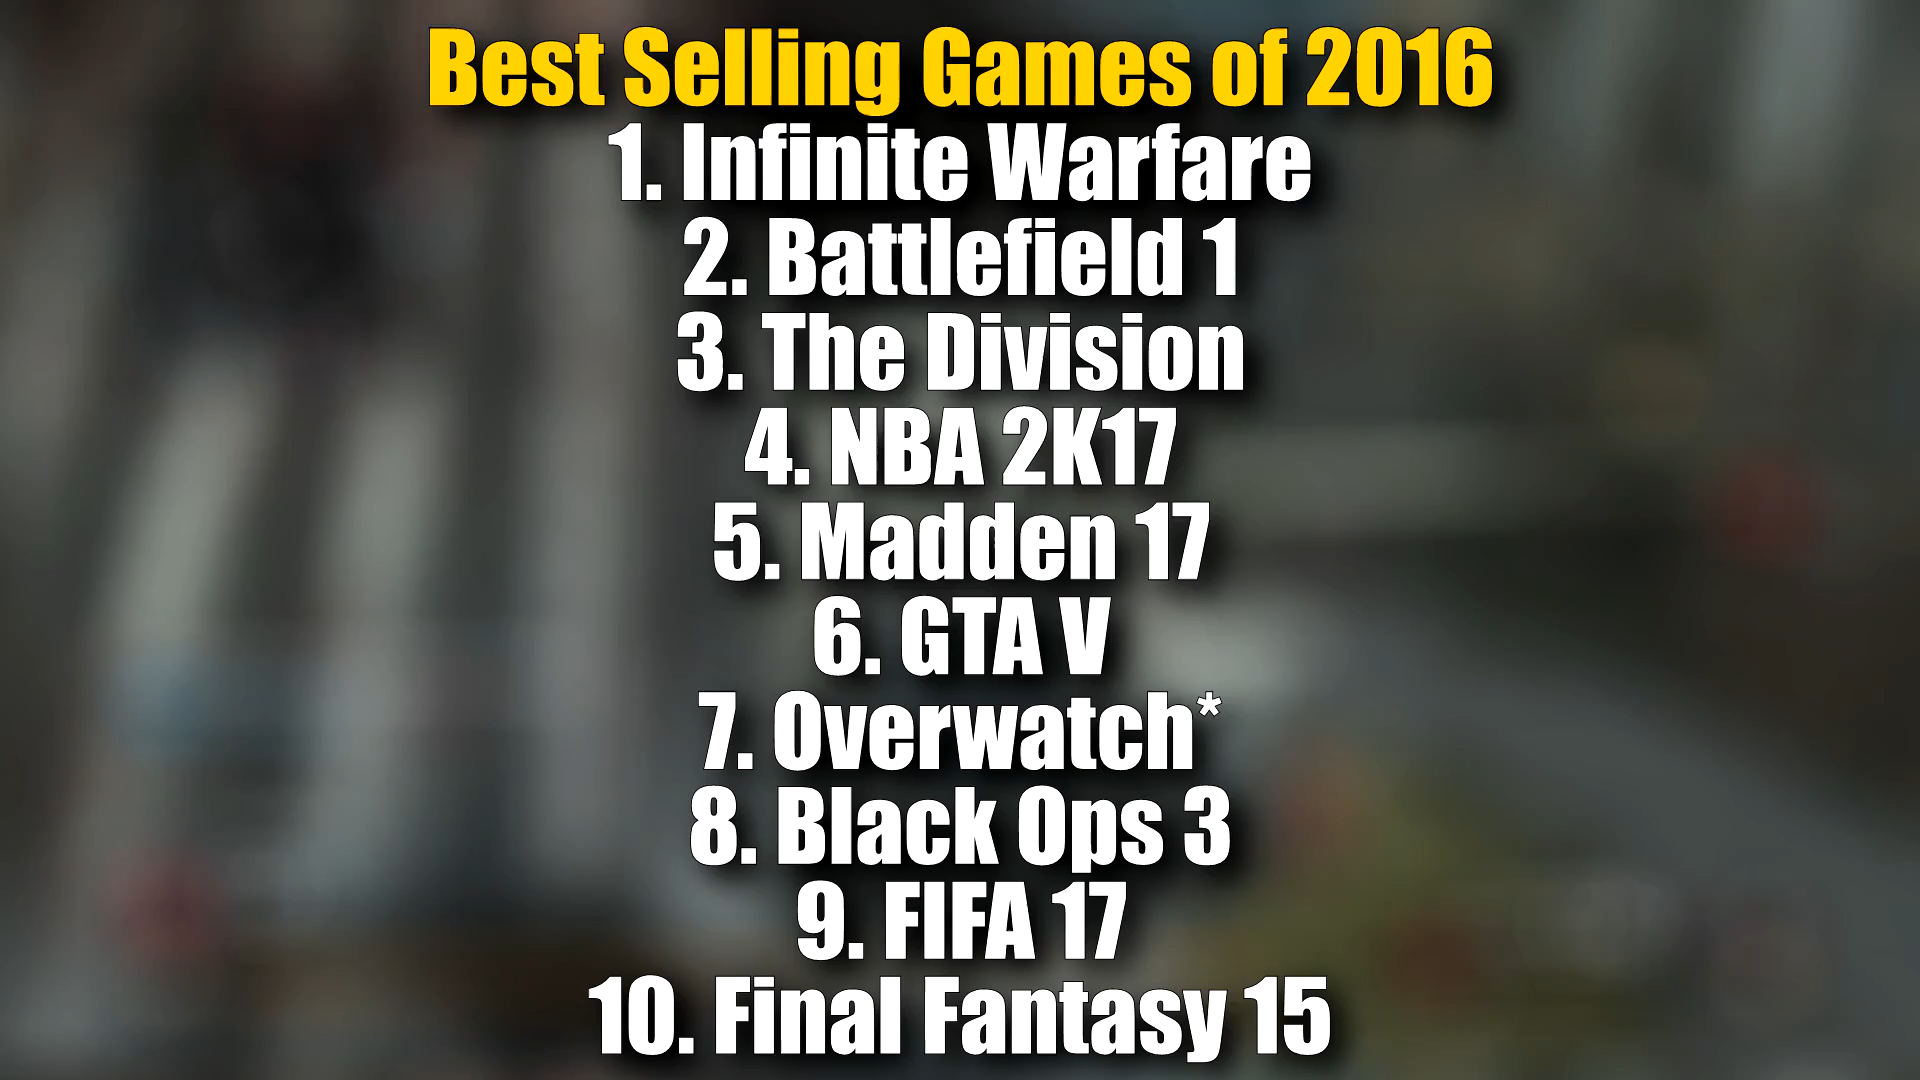 Best Selling Games of 2016
1. Infinite Warfare
2. Battlefield 1
3. The Division
4. NBA 2K17
5. Madden 17
6. GTA V
7. Overwatch*
8. Black Ops 3
9. FIFA 17
10. Final Fantasy 15